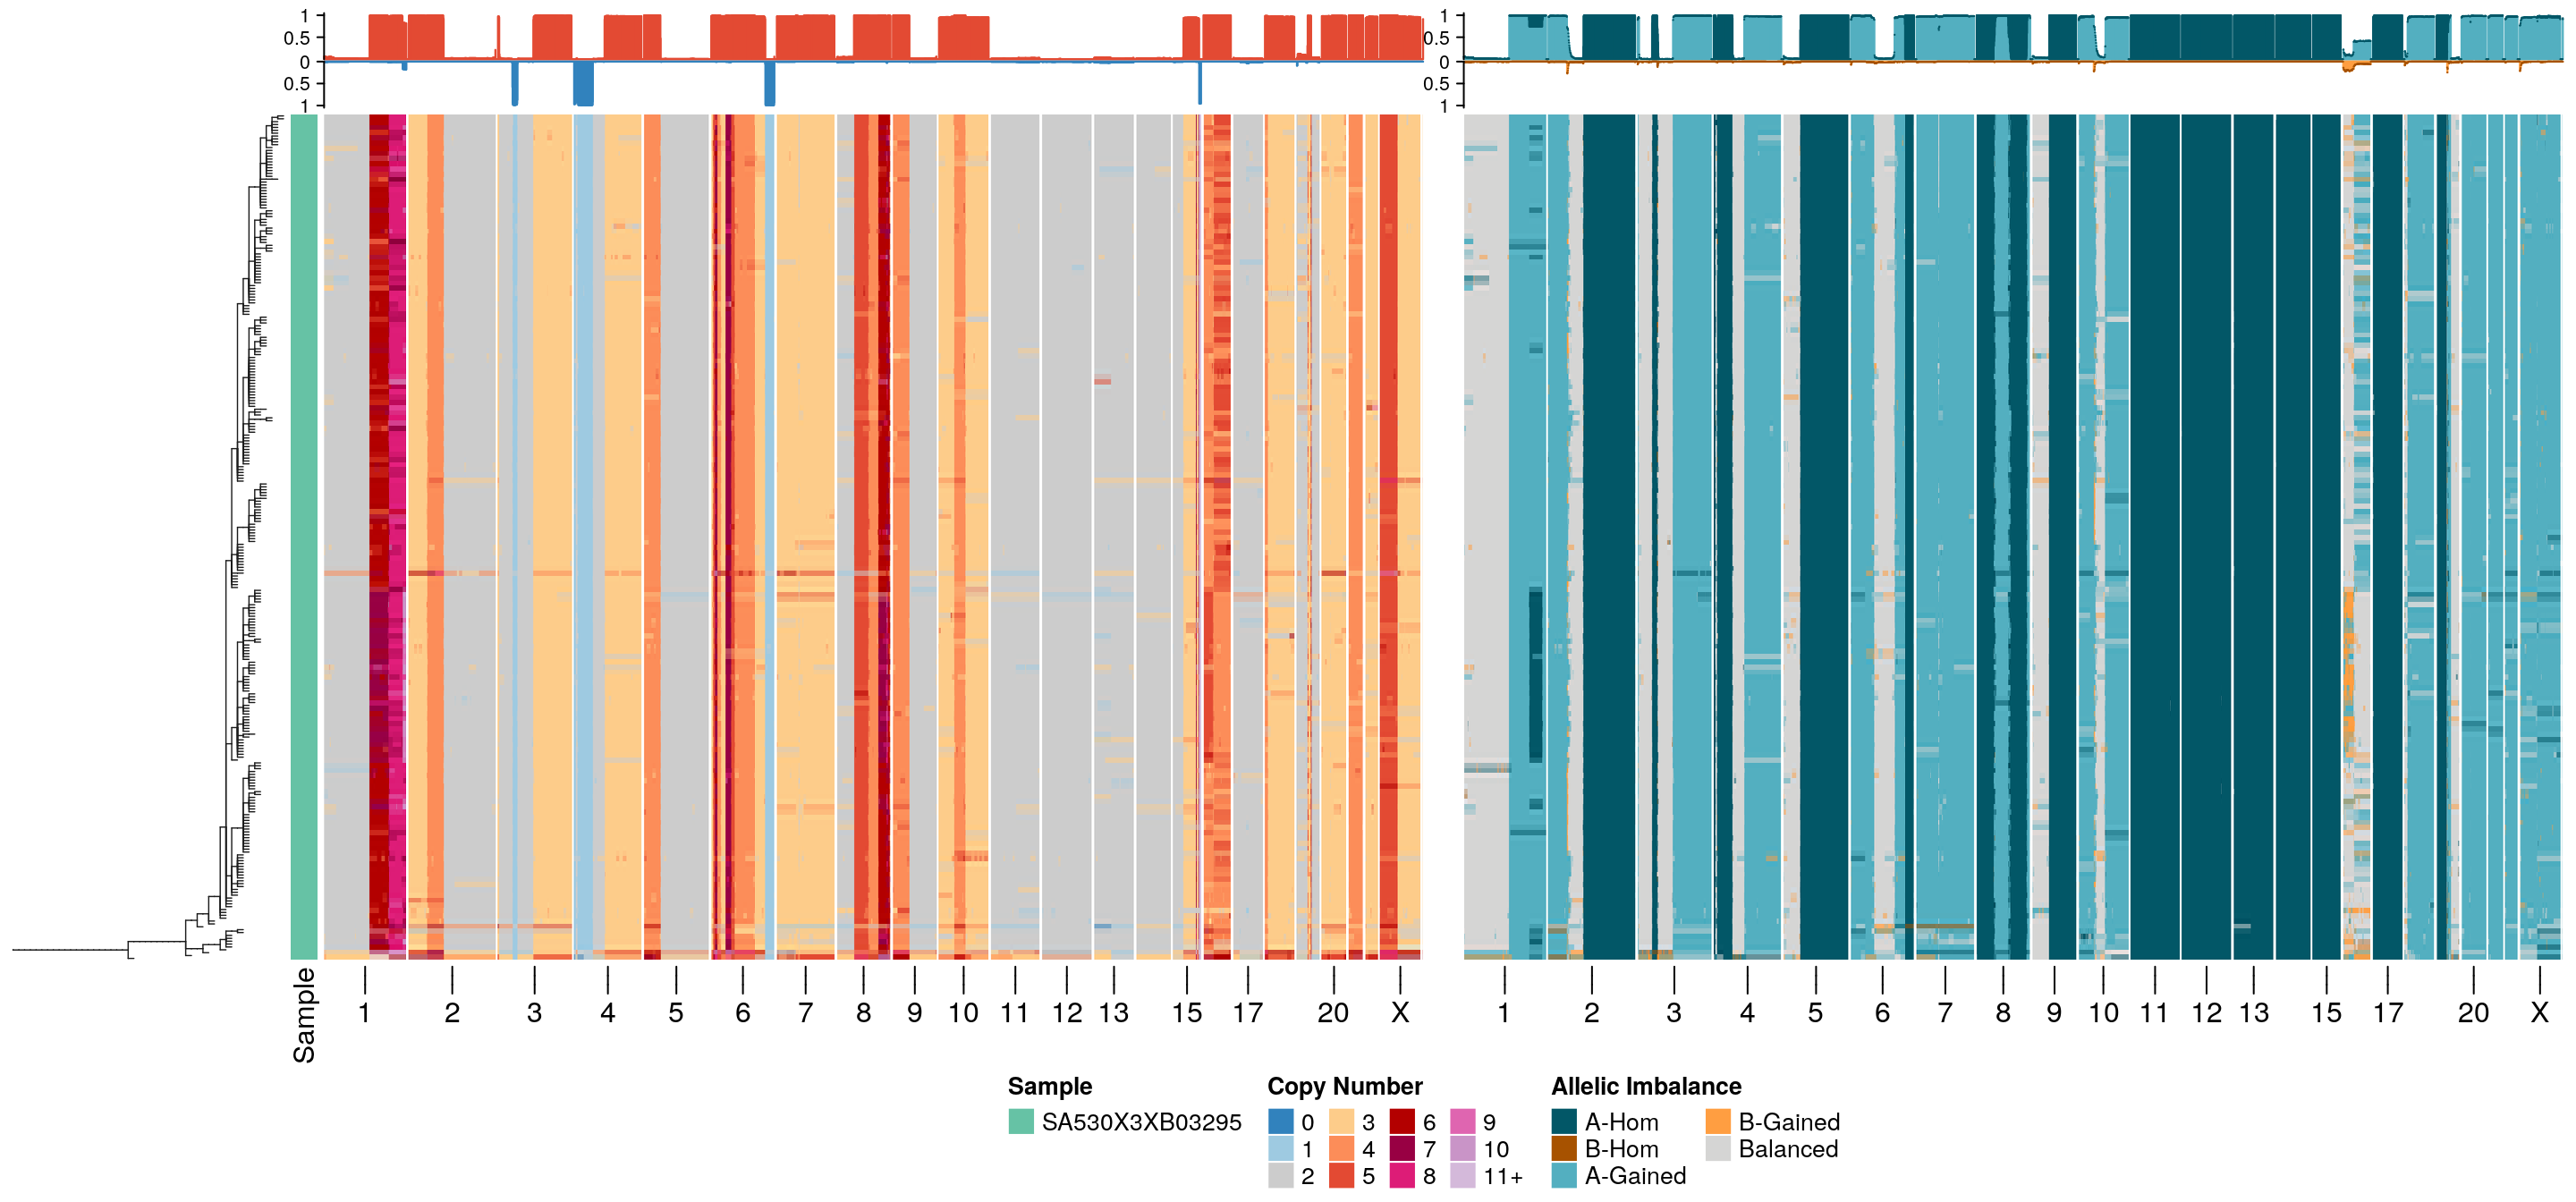 1
0.5
0
0.5
1
1
0.5
0
0.5
1
Sample
1 2 3 4 5 6 7 8 9 10 11 12 13 15 17 20 X
1 2 3 4 5 6 7 8 9 10 11 12 13 15 17 20 X
Sample
SA530X3XB03295
Copy Number
0 3 6 9
1 4 7 10
2 5 8 11+
Allelic Imbalance
A-Hom B-Gained
B-Hom Balanced
A-Gained